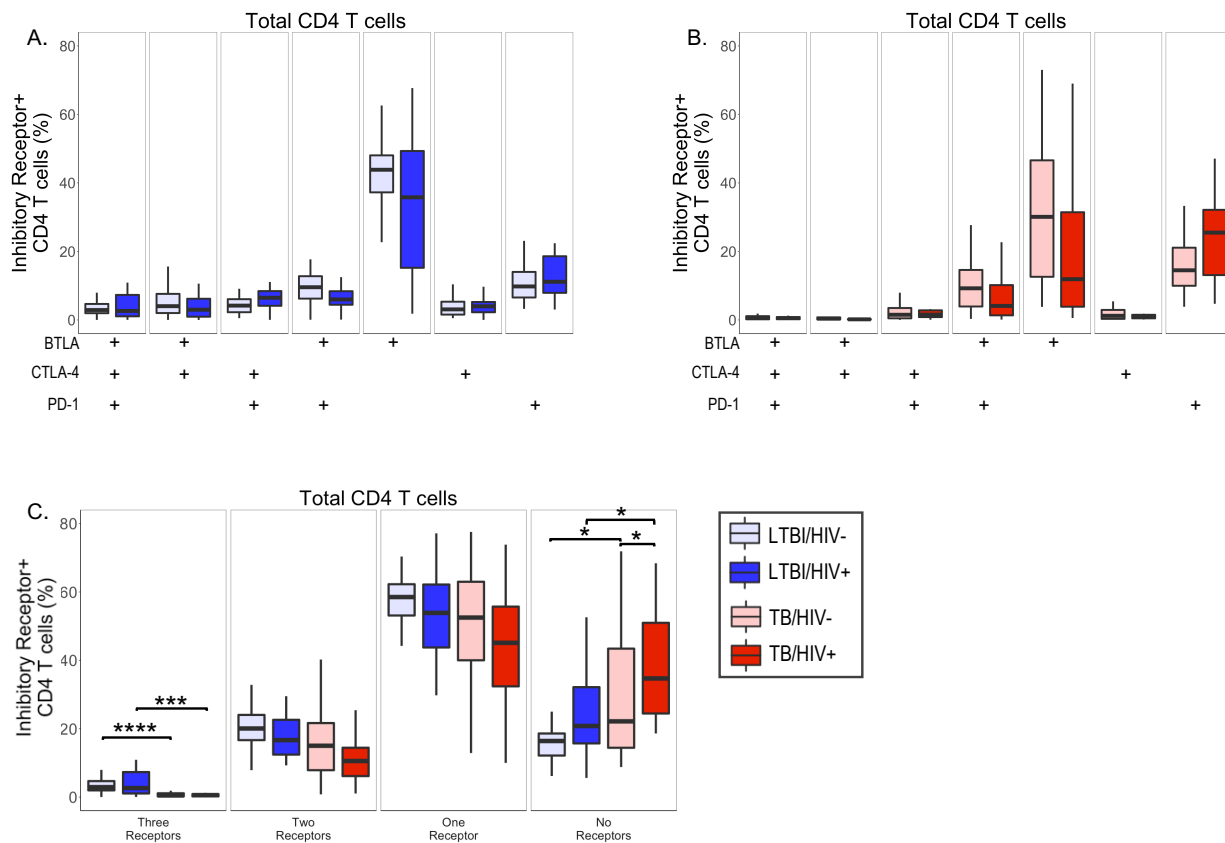 A.
Total CD4 T cells
Inhibitory Receptor+
CD4 T cells (%)
80
60
40
20
0
BTLA + + + +
CTLA-4 + + + +
PD-1 + + + +
B.
Total CD4 T cells
Inhibitory Receptor+
CD4 T cells (%)
80
60
40
20
0
BTLA + + + +
CTLA-4 + + + +
PD-1 + + + +
C.
Total CD4 T cells
Inhibitory Receptor+
CD4 T cells (%)
80
60
40
20
0
****
***
*
*
*
Three
Receptors
Two
Receptors
One
Receptor
No
Receptors
LTBI/HIV-
LTBI/HIV+
TB/HIV-
TB/HIV+